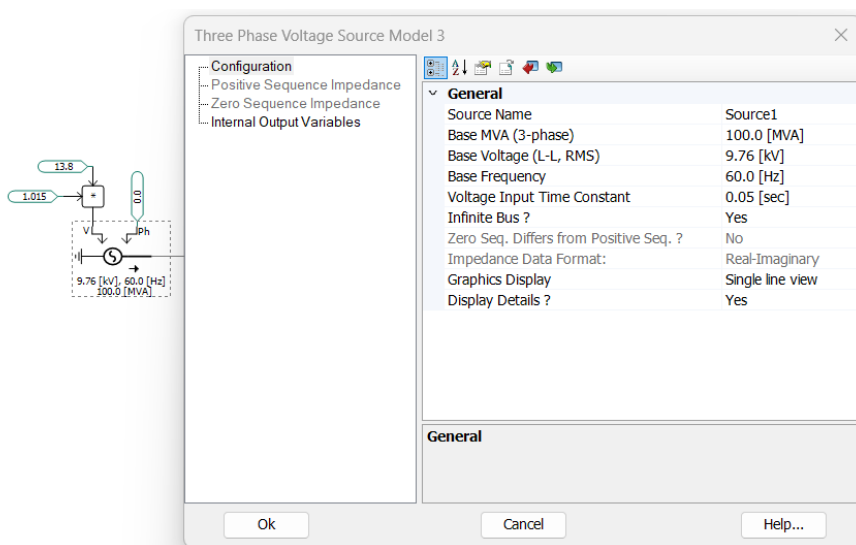 Three Phase Voltage Source Model 3
Configuration
Positive Sequence Impedance
Zero Sequence Impedance
Internal Output Variables
General
Source Name Source1
Base MVA (3-phase) 100.0 [MVA]
Base Voltage (L-L, RMS) 9.76 [kV]
Base Frequency 60.0 [Hz]
Voltage Input Time Constant 0.05 [sec]
Infinite Bus ? Yes
Zero Seq. Differs from Positive Seq. ? No
Impedance Data Format: Real-Imaginary
Graphics Display Single line view
Display Details ? Yes
General
Ok Cancel Help...
13.8
1.015
*
0.0
V Ph
9.76 [kV], 60.0 [Hz]
100.0 [MVA]